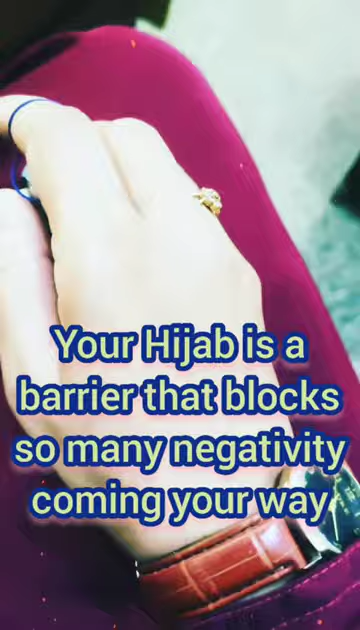 Your Hijab is a
barrier that blocks
so many negativity
coming your way